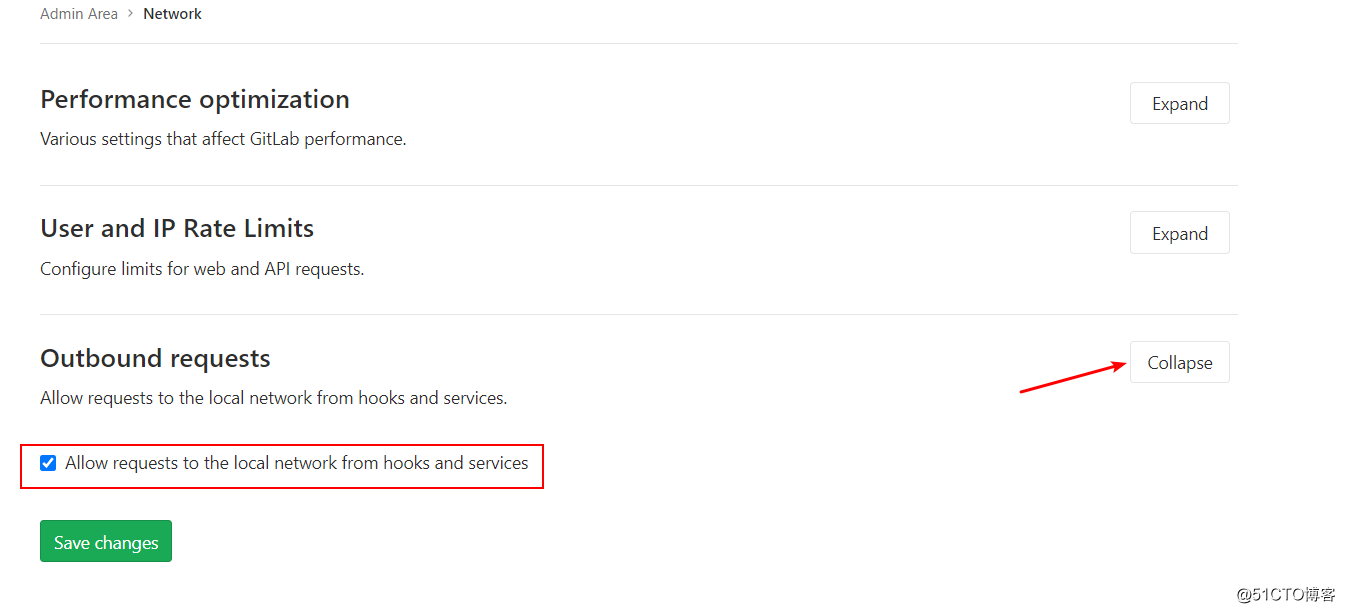 Admin Area > Network
Performance optimization
Expand
Various settings that affect GitLab performance.
User and IP Rate Limits
Expand
Configure limits for web and API requests.
Outbound requests
Collapse
Allow requests to the local network from hooks and services.
Allow requests to the local network from hooks and services
Save changes
@51CTO博客